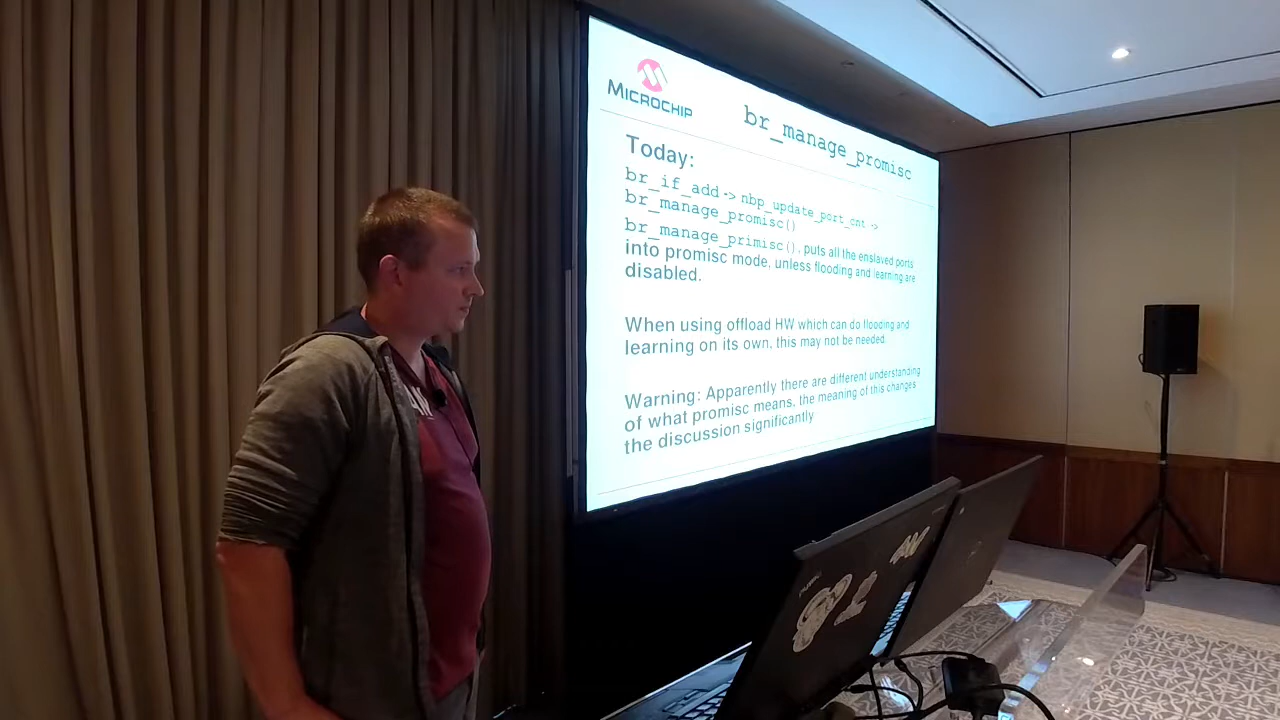 MICROCHIP
br_manage_promisc
Today:
br_if_add -> nbp_update_port_cnt ->
br_manage_promisc()
br_manage_primisc(), puts all the enslaved ports
into promisc mode, unless flooding and learning are
disabled.
When using offload HW which can do flooding and
learning on its own, this may not be needed
Warning: Apparently there are different understanding
of what promisc means, the meaning of this changes
the discussion significantly